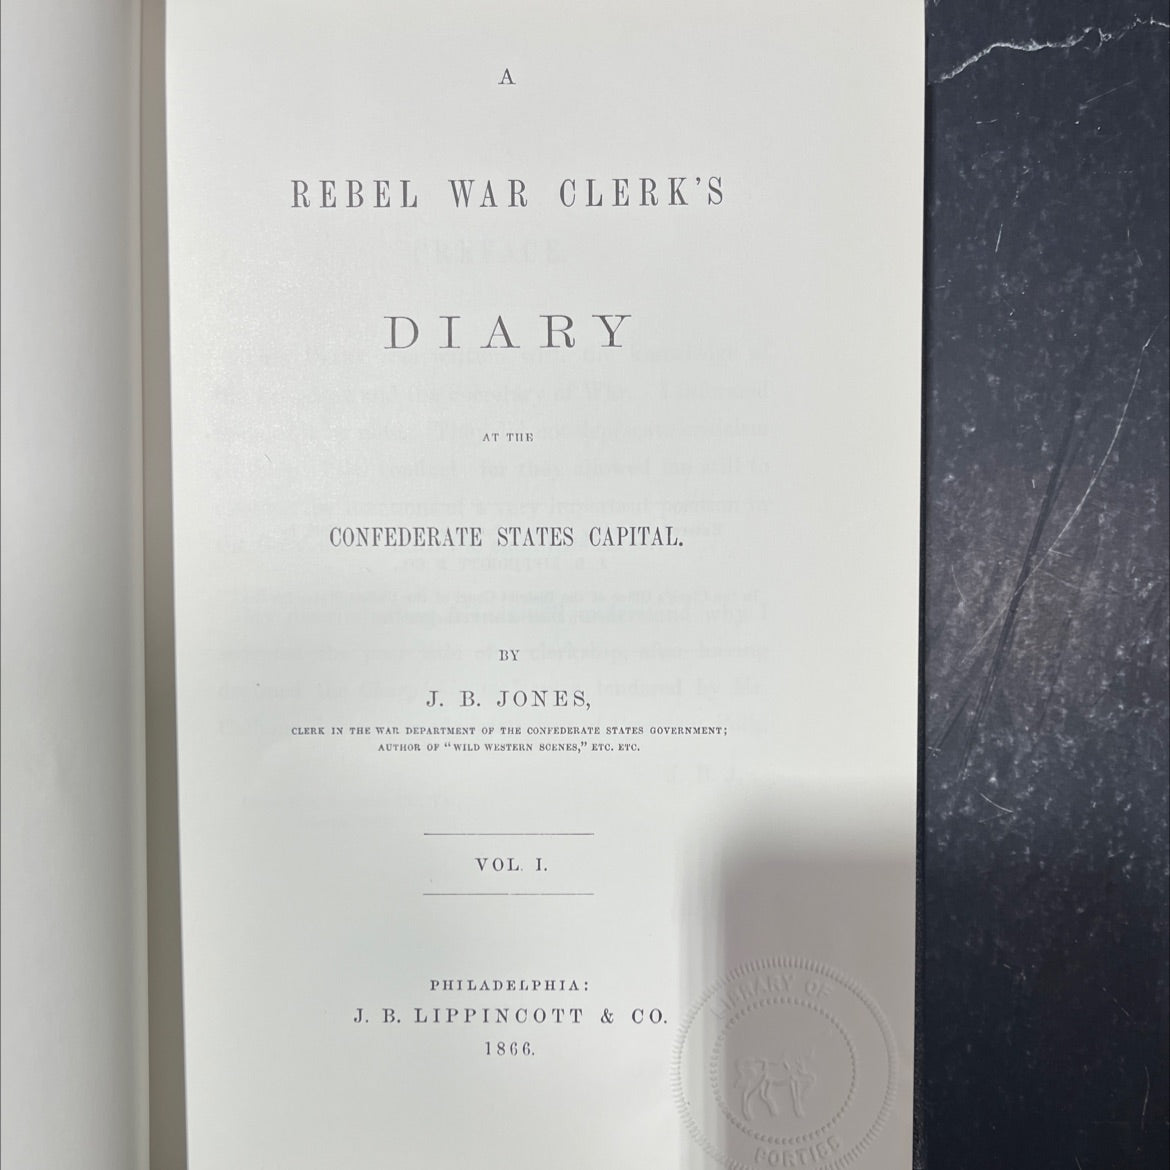 A
REBEL WAR CLERK'S
DIARY
AT THE
CONFEDERATE STATES CAPITAL.
BY
J. B. JONES,
CLERK IN THE WAR DEPARTMENT OF THE CONFEDERATE STATES GOVERNMENT;
AUTHOR OF "WILD WESTERN SCENES," ETC. ETC.
VOL. I.
PHILADELPHIA:
J. B. LIPPINCOTT & CO.
1866.
LIBRARY OF
PORTIES